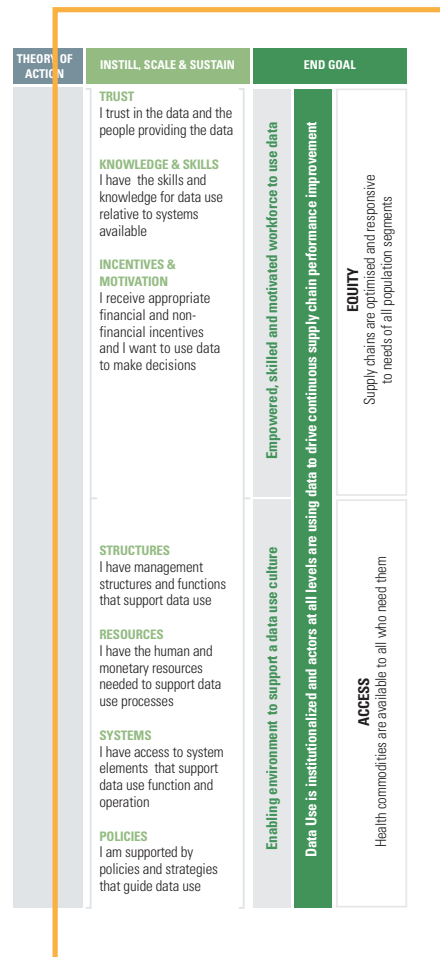 THEORY OF
ACTION
INSTILL, SCALE & SUSTAIN
END GOAL
TRUST
I trust in the data and the
people providing the data
KNOWLEDGE & SKILLS
I have the skills and
knowledge for data use
relative to systems
available
INCENTIVES &
MOTIVATION
I receive appropriate
financial and non-
financial incentives
and I want to use data
to make decisions
STRUCTURES
I have management
structures and functions
that support data use
RESOURCES
I have the human and
monetary resources
needed to support data
use processes
SYSTEMS
I have access to system
elements that support
data use function and
operation
POLICIES
I am supported by
policies and strategies
that guide data use
Empowered, skilled and motivated workforce to use data
Enabling environment to support a data use culture
Data Use is institutionalized and actors at all levels are using data to drive continuous supply chain performance improvement
EQUITY
Supply chains are optimised and responsive
to needs of all population segments
ACCESS
Health commodities are available to all who need them